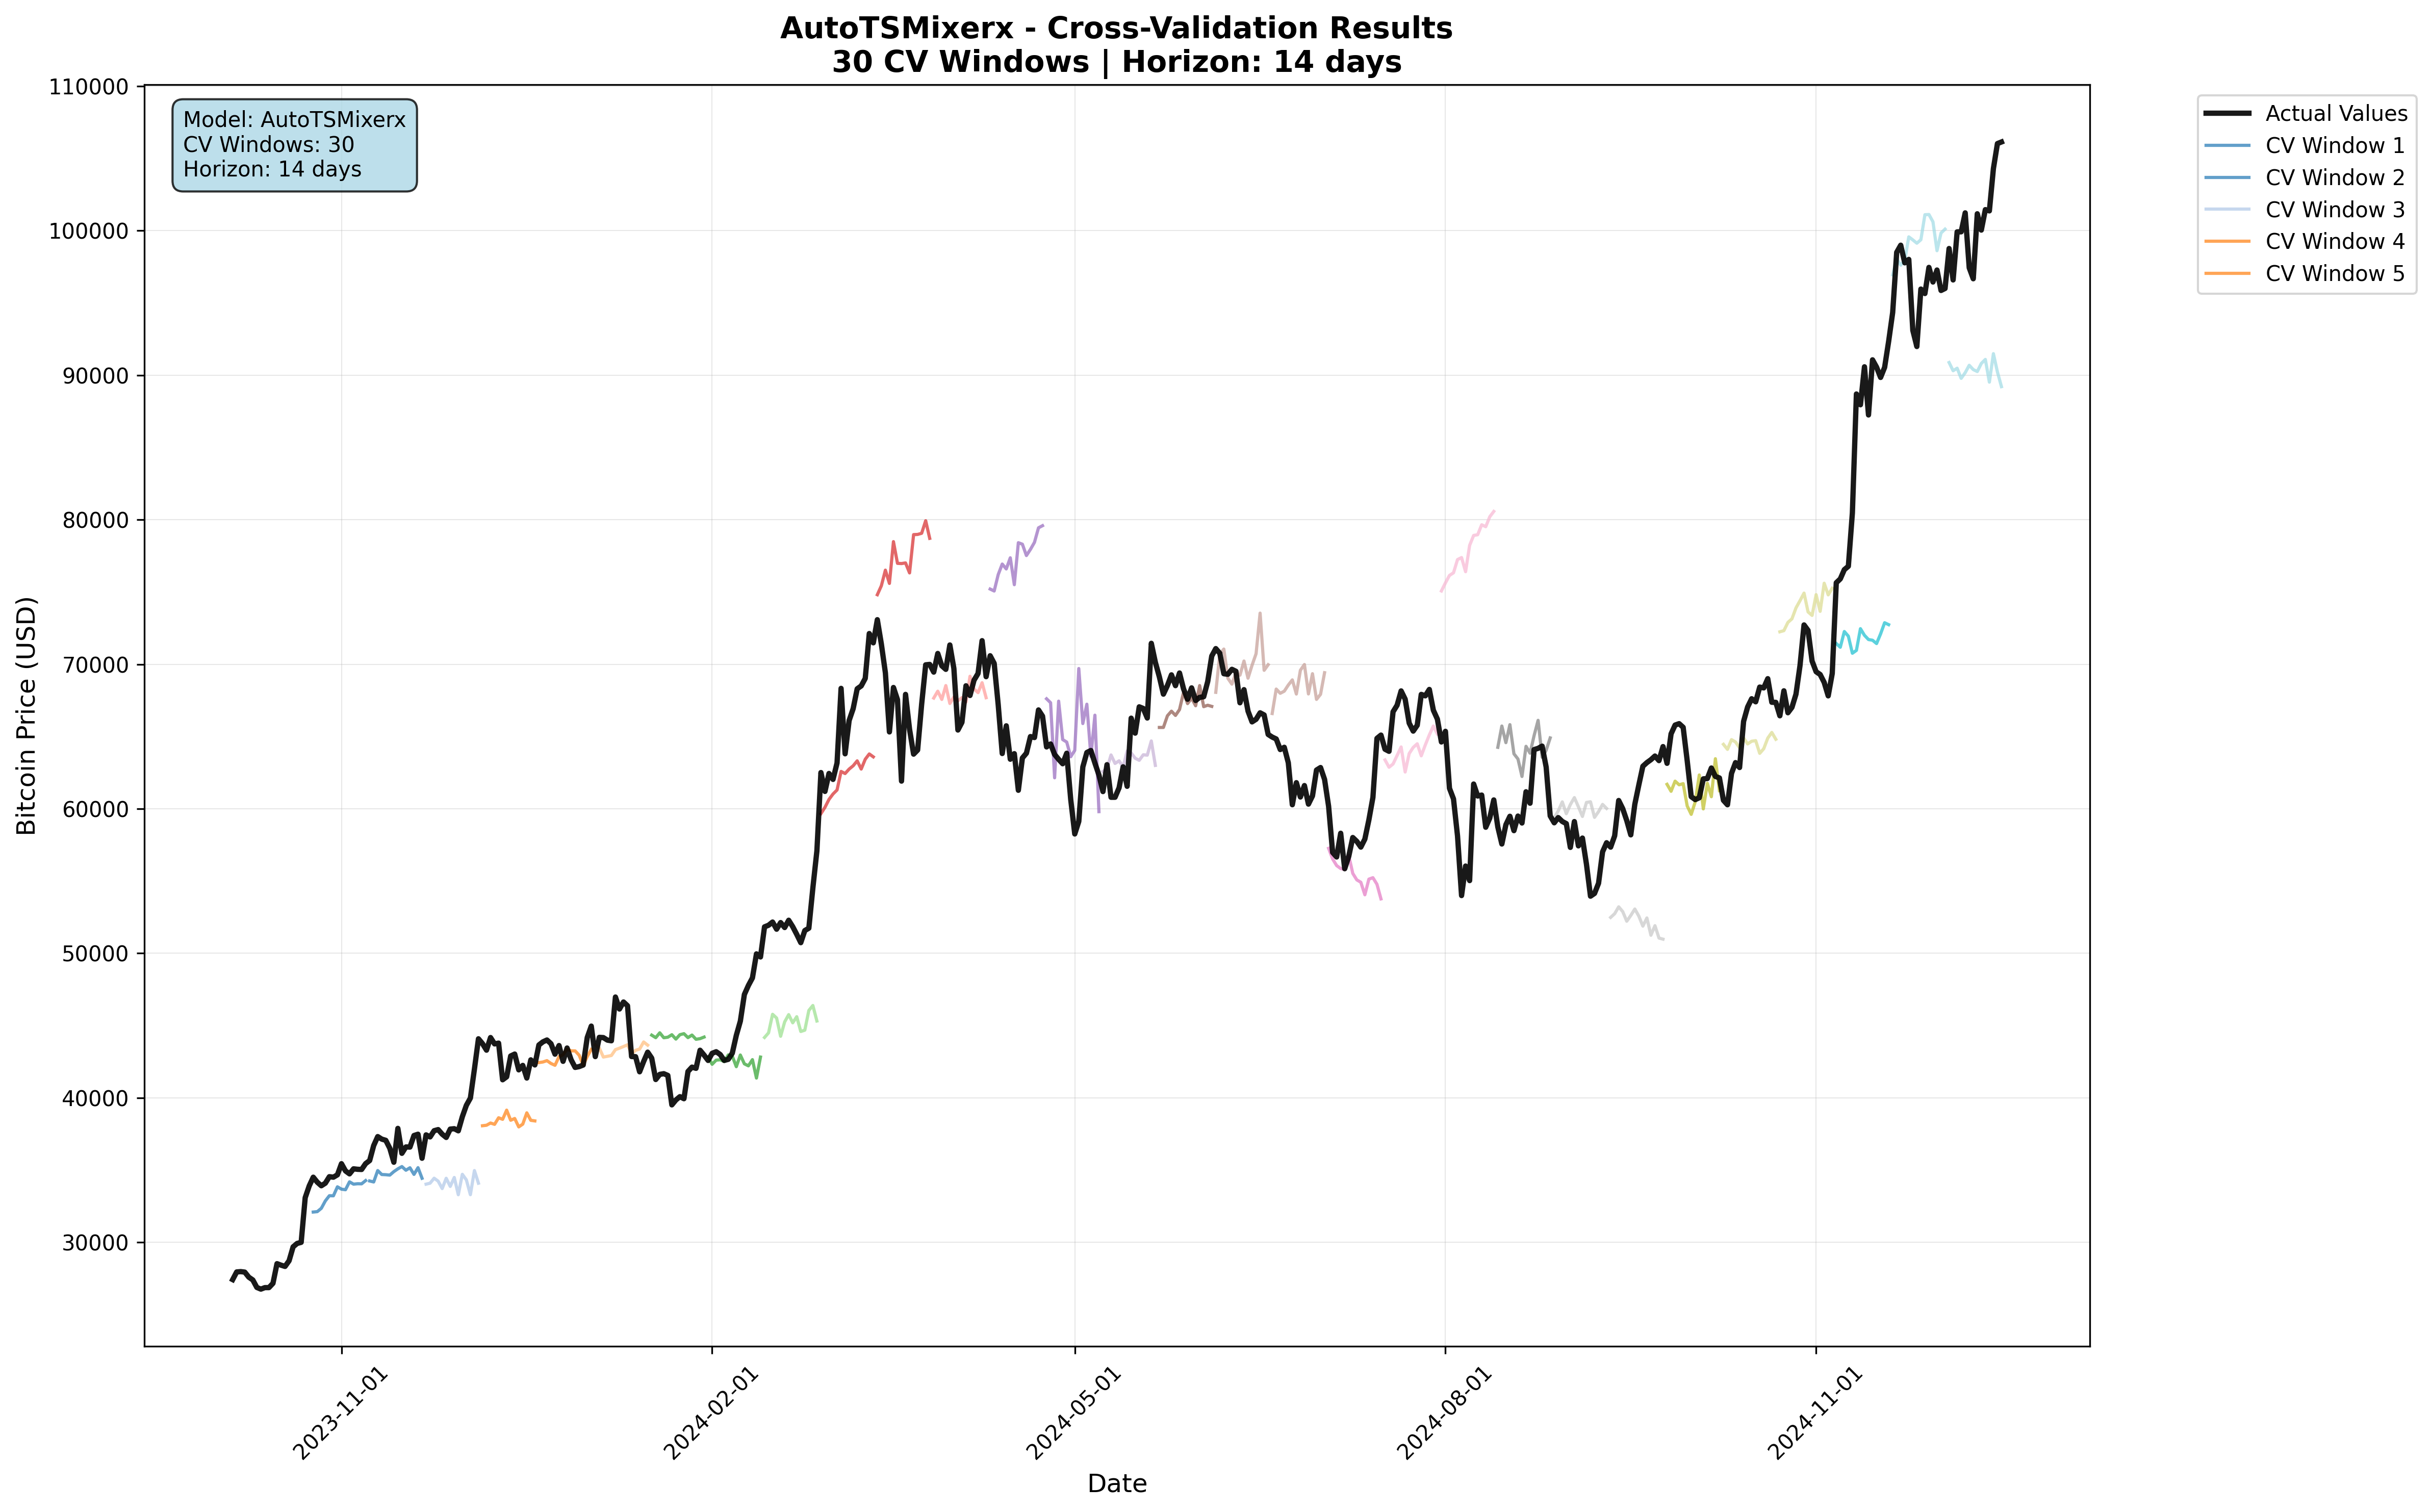 AutoTSMixerx - Cross-Validation Results
30 CV Windows | Horizon: 14 days
Model: AutoTSMixerx
CV Windows: 30
Horizon: 14 days
Actual Values
CV Window 1
CV Window 2
CV Window 3
CV Window 4
CV Window 5
Bitcoin Price (USD)
110000
100000
90000
80000
70000
60000
50000
40000
30000
2023-11-01
2024-02-01
2024-05-01
2024-08-01
2024-11-01
Date